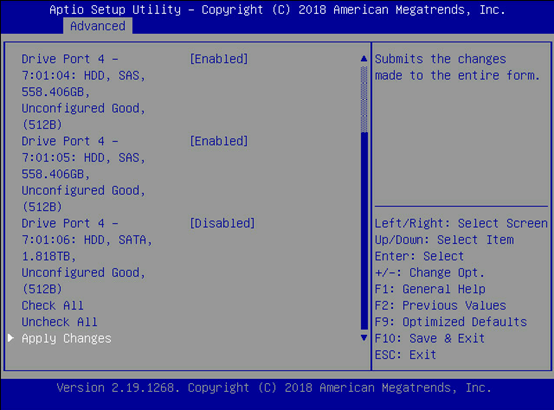 Aptio Setup Utility – Copyright (C) 2018 American Megatrends, Inc.
Advanced
Drive Port 4 – [Enabled]
7:01:04: HDD, SAS,
558.406GB,
Unconfigured Good,
(512B)
Drive Port 4 – [Enabled]
7:01:05: HDD, SAS,
558.406GB,
Unconfigured Good,
(512B)
Drive Port 4 – [Disabled]
7:01:06: HDD, SATA,
1.818TB,
Unconfigured Good,
(512B)
Check All
Uncheck All
Apply Changes
Submits the changes
made to the entire form.
Left/Right: Select Screen
Up/Down: Select Item
Enter: Select
+/-: Change Opt.
F1: General Help
F2: Previous Values
F9: Optimized Defaults
F10: Save & Exit
ESC: Exit
Version 2.19.1268. Copyright (C) 2018 American Megatrends, Inc.